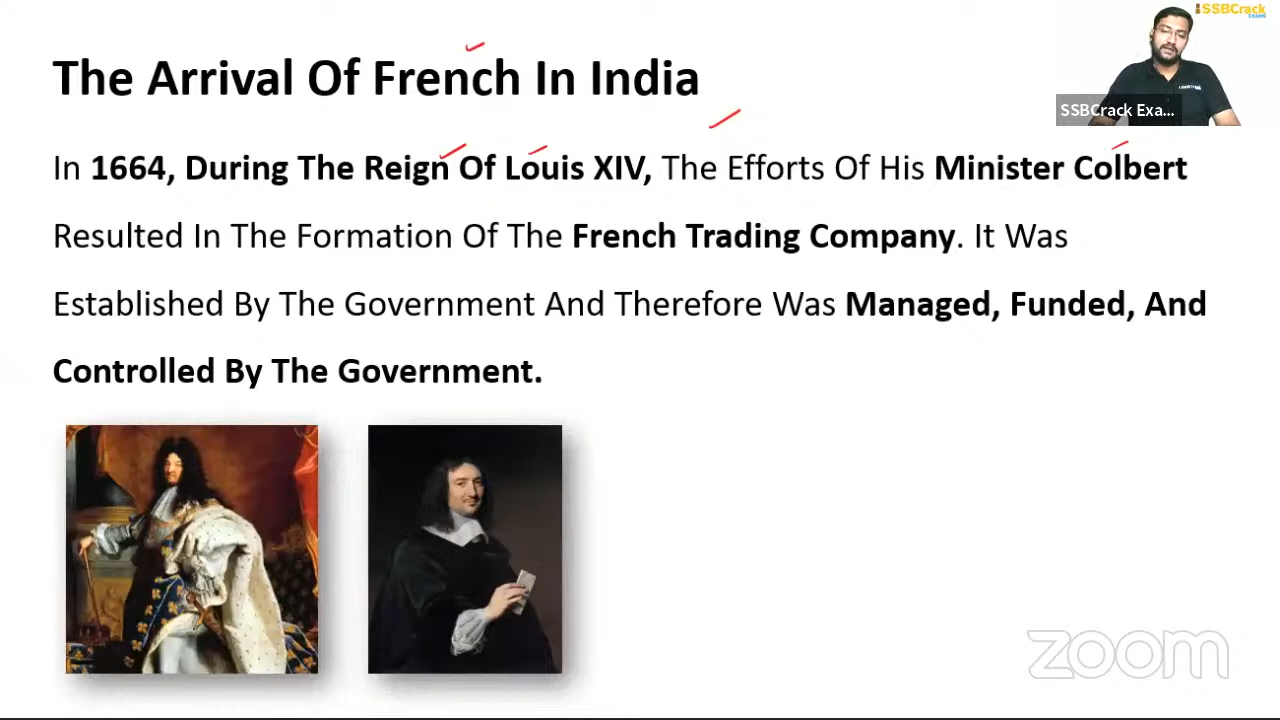 SSBCrack
EXAMS
The Arrival Of French In India
SSBCrack Exa...
In 1664, During The Reign Of Louis XIV, The Efforts Of His Minister Colbert
Resulted In The Formation Of The French Trading Company. It Was
Established By The Government And Therefore Was Managed, Funded, And
Controlled By The Government.
zoom